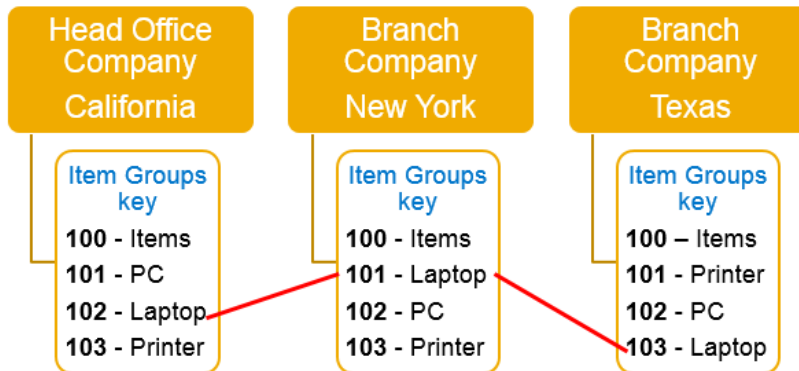 Head Office
Company
California
Item Groups
key
100 - Items
101 - PC
102 - Laptop
103 - Printer
Branch
Company
New York
Item Groups
key
100 - Items
101 - Laptop
102 - PC
103 - Printer
Branch
Company
Texas
Item Groups
key
100 – Items
101 - Printer
102 - PC
103 - Laptop